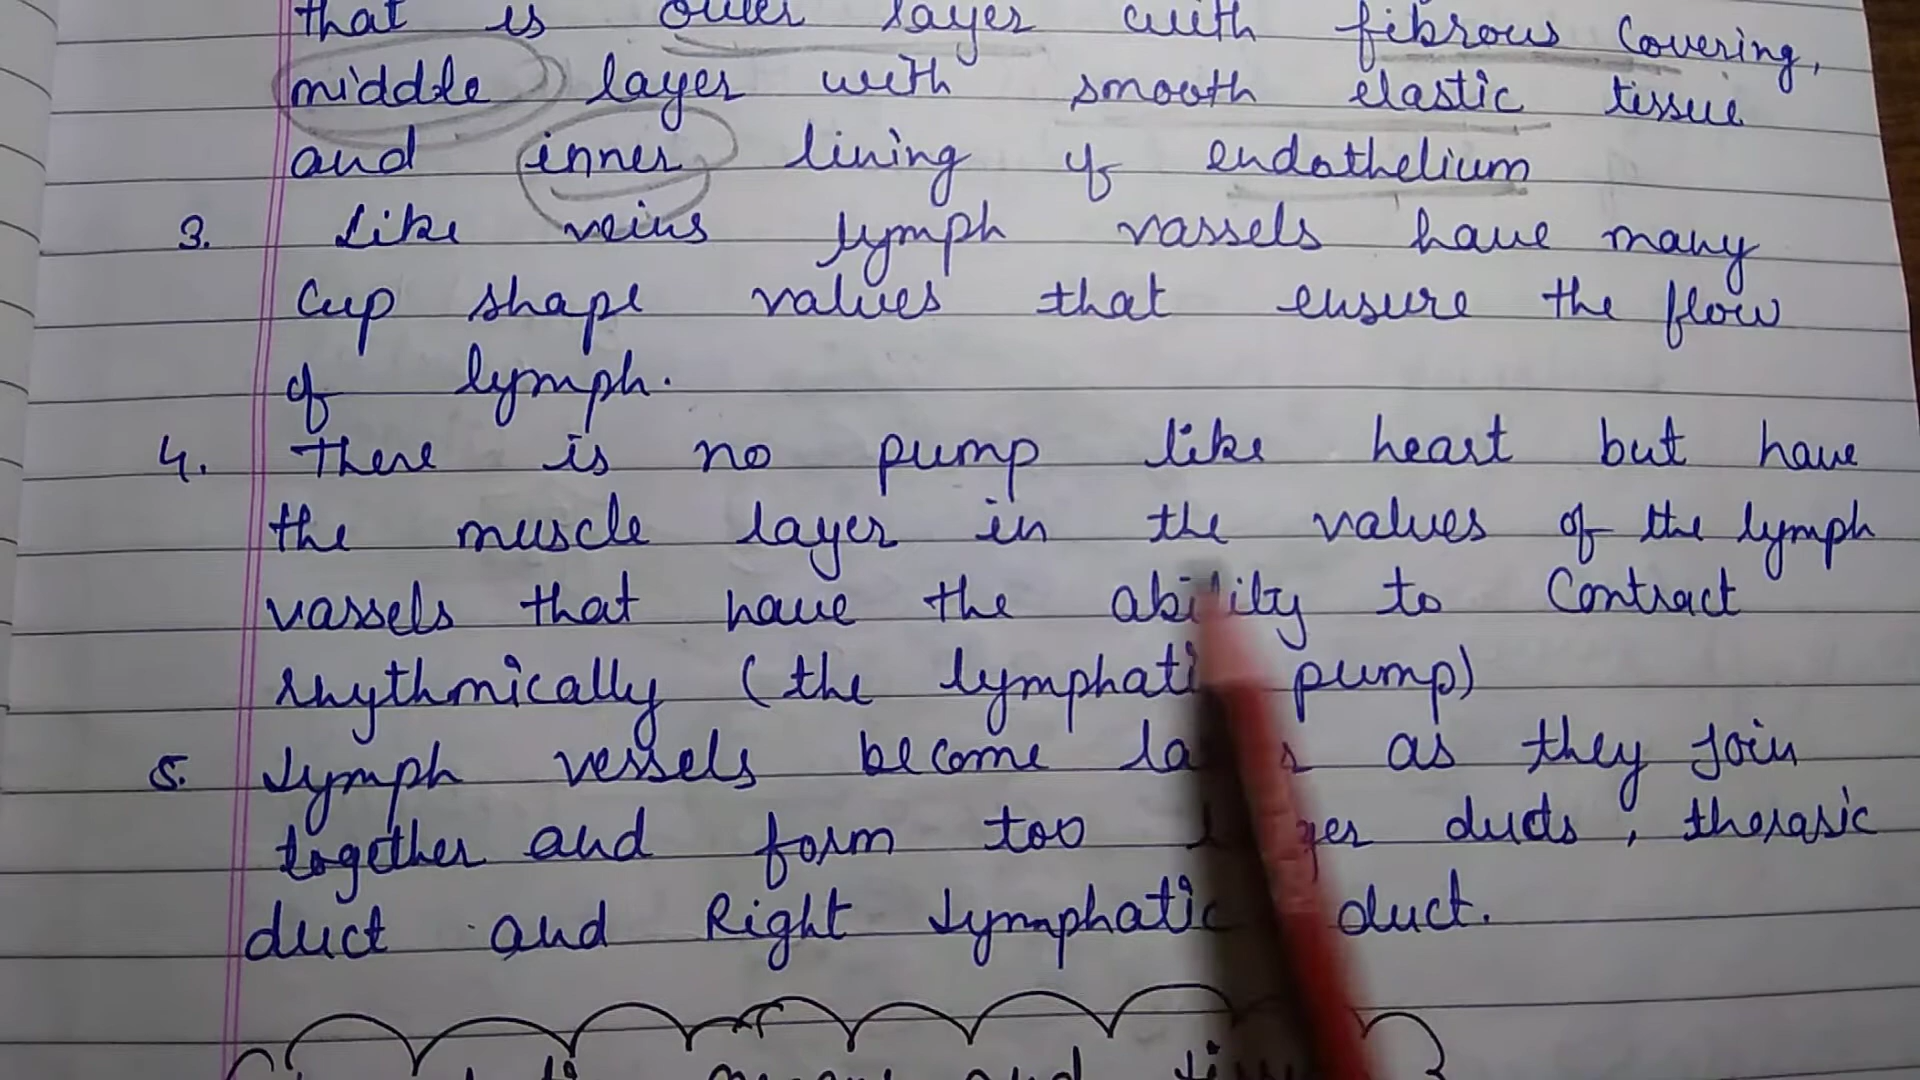 that is outer layer with fibrous Covering,
middle layer with smooth elastic tissue
and inner lining of endothelium
3. Like veins lymph vassels have many
Cup shape values that ensure the flow
of lymph.
4. There is no pump like heart but have
the muscle layer in the values of the lymph
vassels that have the ability to Contract
rhythmically (the lymphatic pump)
5. Lymph vessels become as they Join
together and form too ducts, thorasic
duct and Right Lymphatic duct.
and